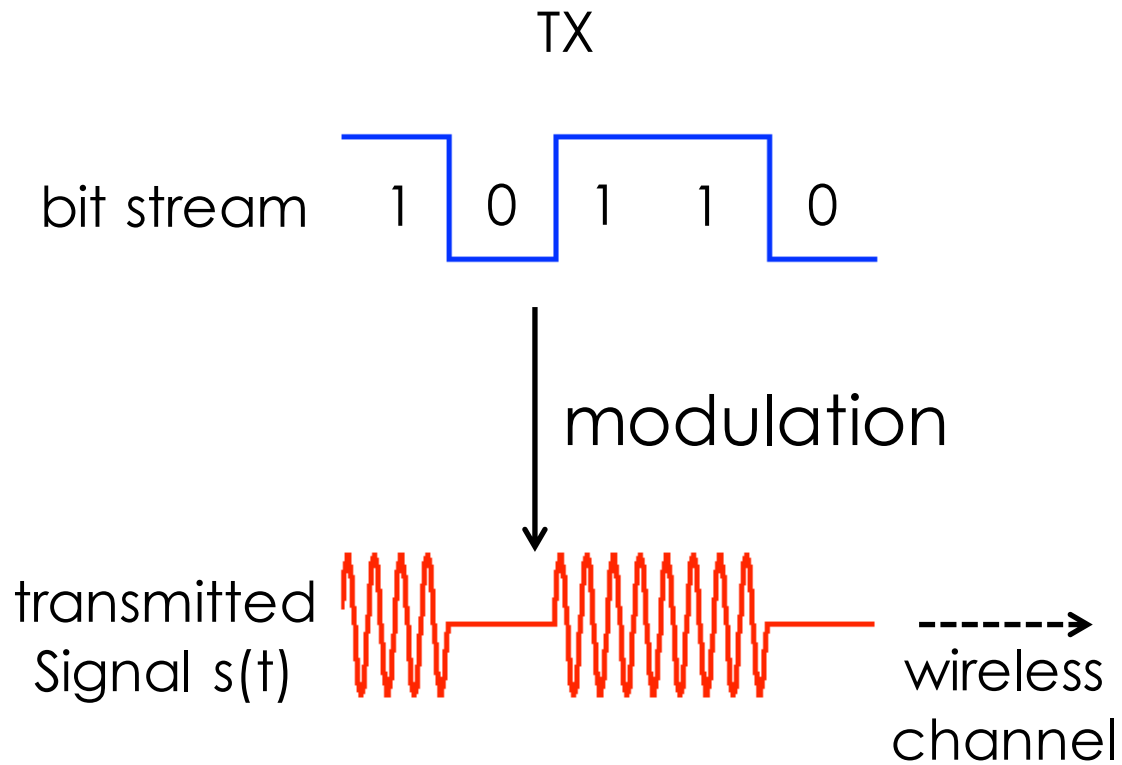 TX
bit stream
1 0 1 1 0
modulation
transmitted
Signal s(t)
wireless
channel